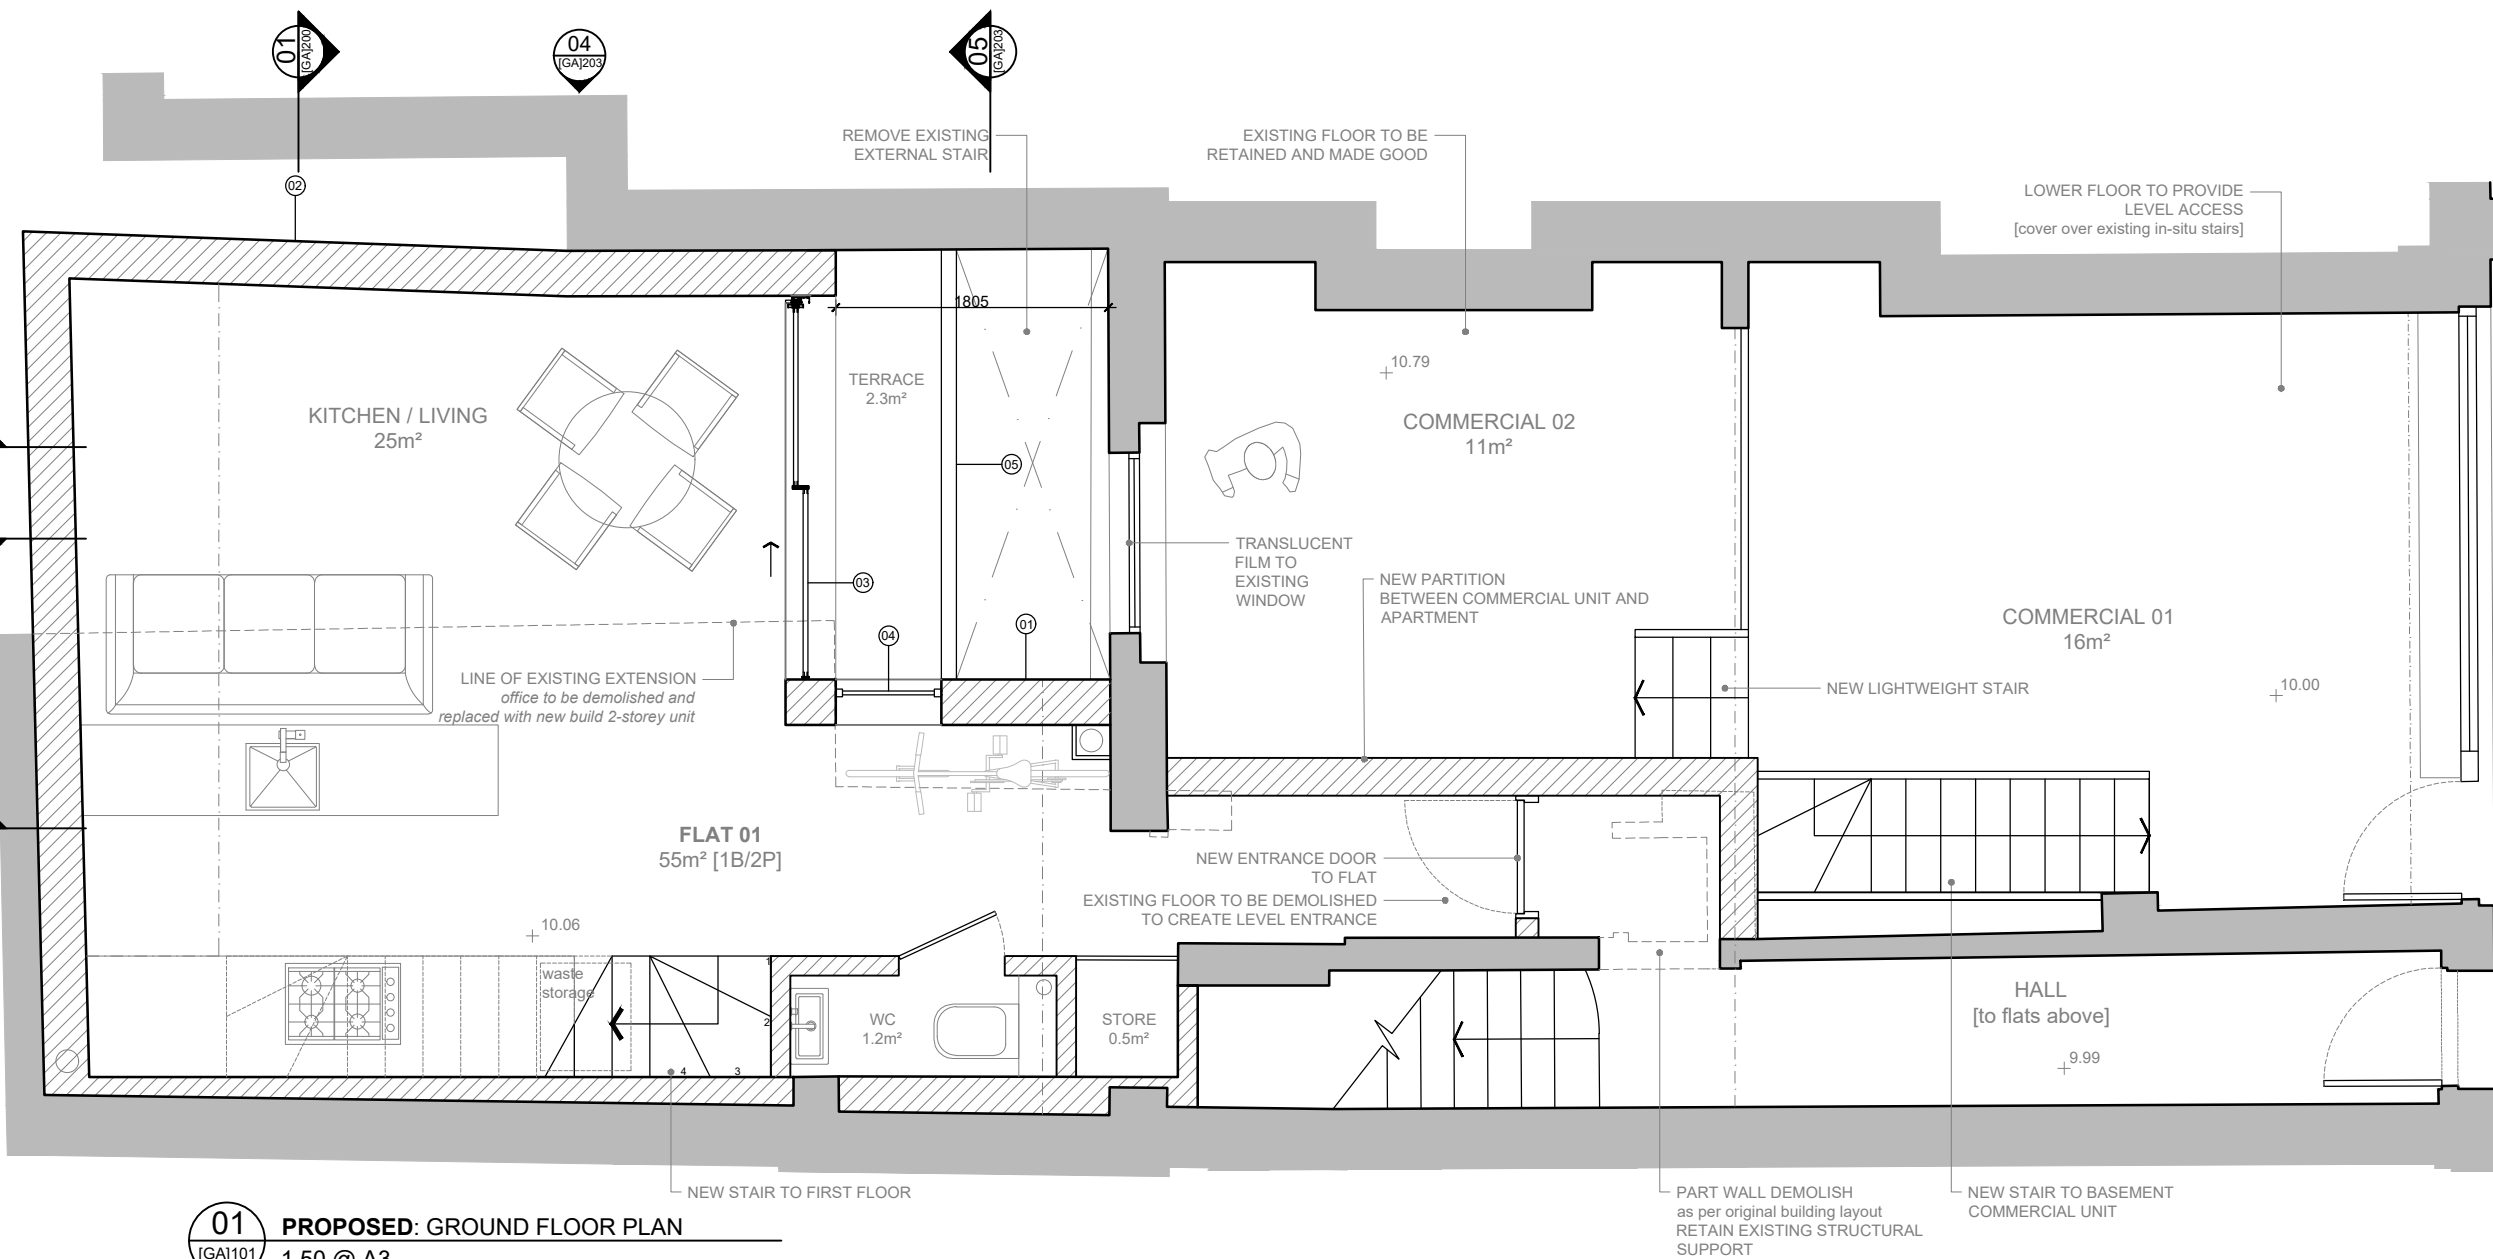 01
[GA]200
04
[GA]203
05
[GA]203
REMOVE EXISTING
EXTERNAL STAIR
EXISTING FLOOR TO BE
RETAINED AND MADE GOOD
LOWER FLOOR TO PROVIDE
LEVEL ACCESS
[cover over existing in-situ stairs]
02
1805
TERRACE
2.3m²
10.79
KITCHEN / LIVING
25m²
COMMERCIAL 02
11m²
05
TRANSLUCENT
FILM TO
EXISTING
WINDOW
03
NEW PARTITION
BETWEEN COMMERCIAL UNIT AND
APARTMENT
COMMERCIAL 01
16m²
04
01
LINE OF EXISTING EXTENSION
office to be demolished and
replaced with new build 2-storey unit
NEW LIGHTWEIGHT STAIR
10.00
FLAT 01
55m² [1B/2P]
NEW ENTRANCE DOOR
TO FLAT
EXISTING FLOOR TO BE DEMOLISHED
TO CREATE LEVEL ENTRANCE
10.06
waste
storage
1
2
3
4
WC
1.2m²
STORE
0.5m²
HALL
[to flats above]
9.99
NEW STAIR TO FIRST FLOOR
PART WALL DEMOLISH
as per original building layout
RETAIN EXISTING STRUCTURAL
SUPPORT
NEW STAIR TO BASEMENT
COMMERCIAL UNIT
01
[GA]101
PROPOSED: GROUND FLOOR PLAN
1.50 @ A3